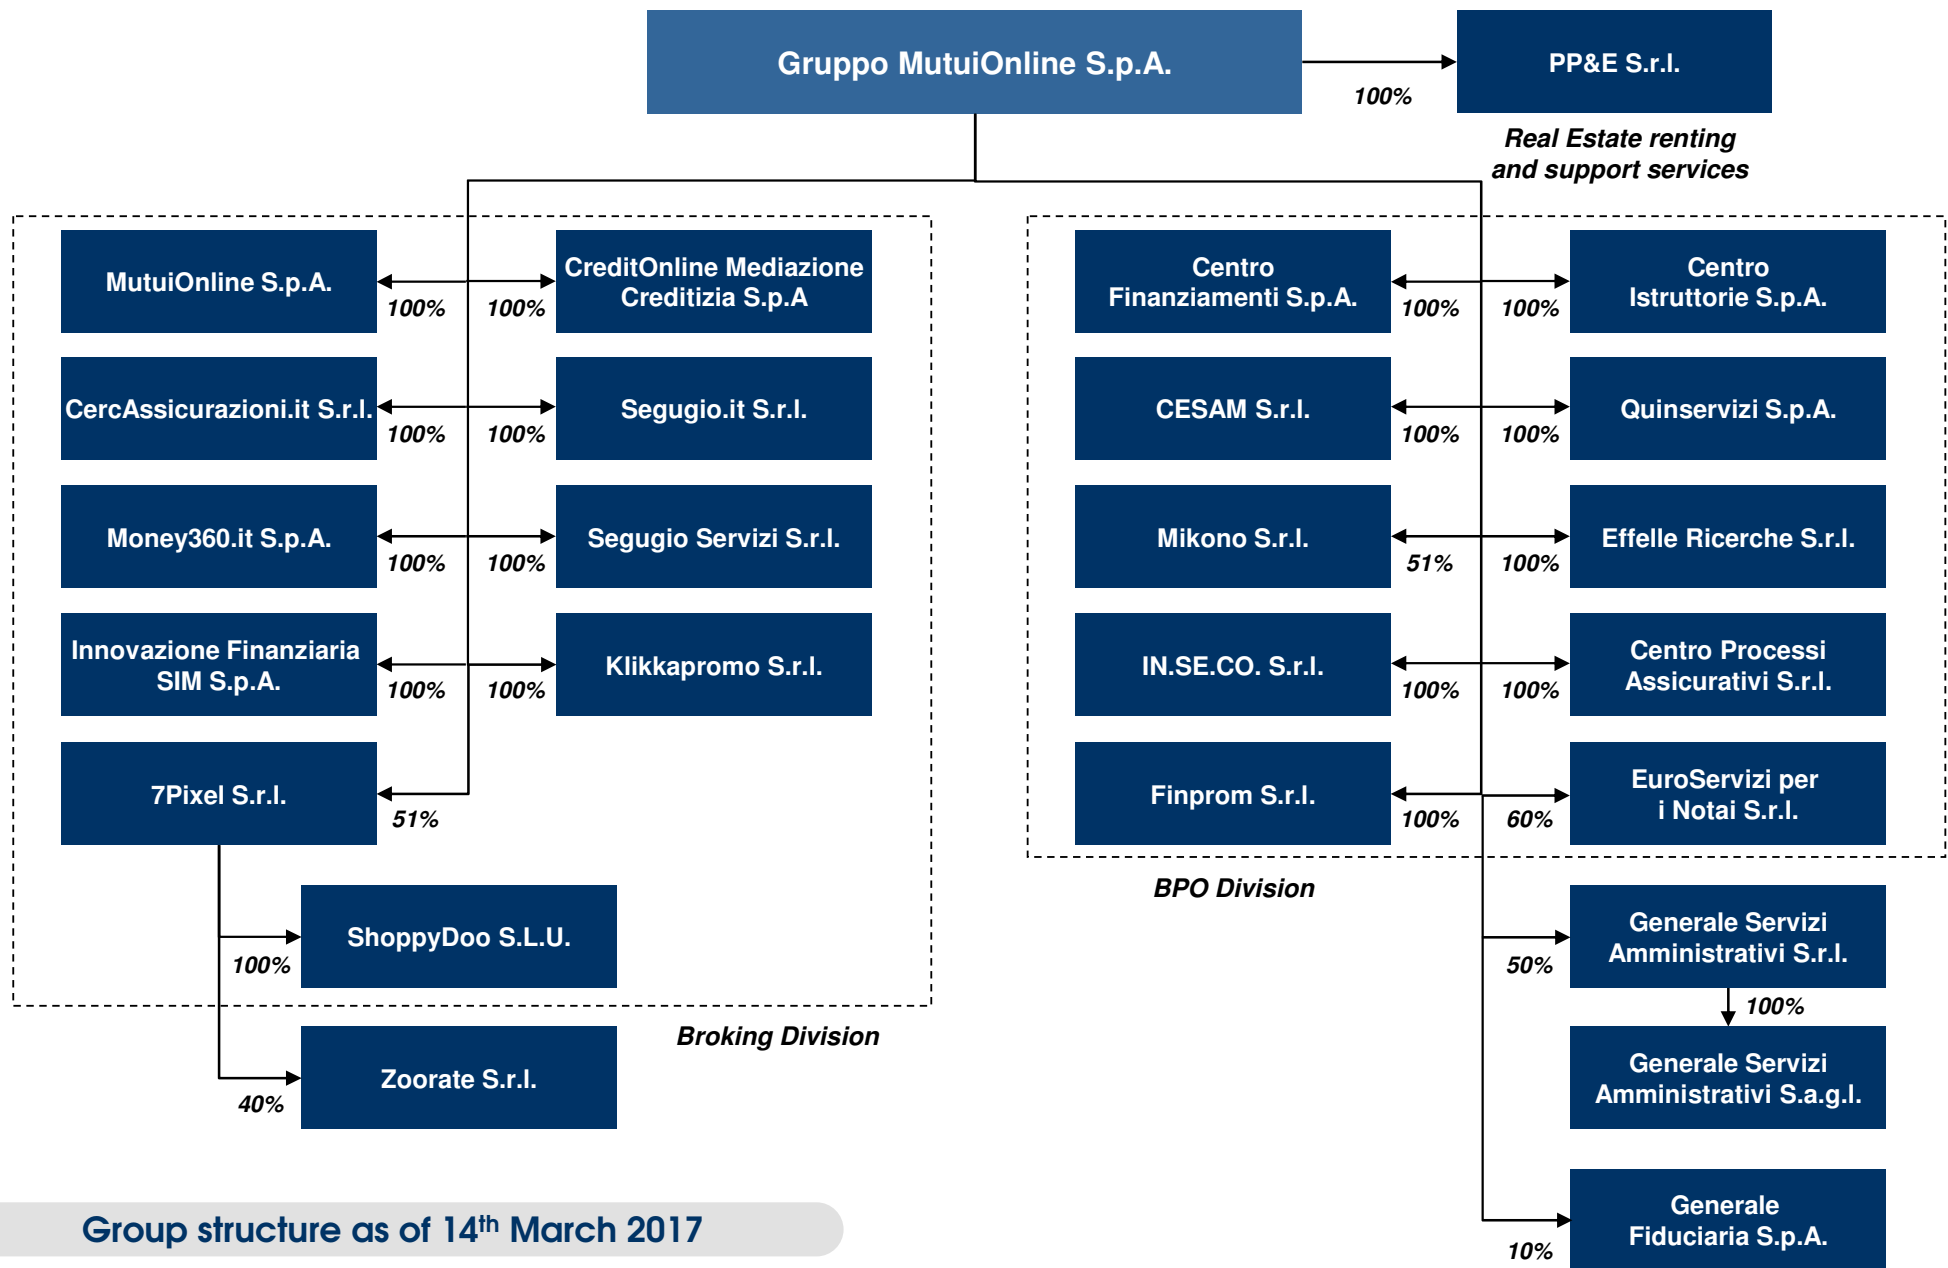 Gruppo MutuiOnline S.p.A.
PP&E S.r.l.
100%
Real Estate renting
and support services
MutuiOnline S.p.A.
100%
100%
CreditOnline Mediazione
Creditizia S.p.A
CercAssicurazioni.it S.r.l.
100%
100%
Segugio.it S.r.l.
Money360.it S.p.A.
100%
100%
Segugio Servizi S.r.l.
Innovazione Finanziaria
SIM S.p.A.
100%
100%
Klikkapromo S.r.l.
7Pixel S.r.l.
51%
ShoppyDoo S.L.U.
100%
Broking Division
Zoorate S.r.l.
40%
Centro
Finanziamenti S.p.A.
100%
100%
Centro
Istruttorie S.p.A.
CESAM S.r.l.
100%
100%
Quinservizi S.p.A.
Mikono S.r.l.
51%
100%
Effelle Ricerche S.r.l.
IN.SE.CO. S.r.l.
100%
100%
Centro Processi
Assicurativi S.r.l.
Finprom S.r.l.
100%
60%
EuroServizi per
i Notai S.r.l.
BPO Division
Generale Servizi
Amministrativi S.r.l.
50%
100%
Generale Servizi
Amministrativi S.a.g.l.
Generale
Fiduciaria S.p.A.
10%
Group structure as of 14th March 2017